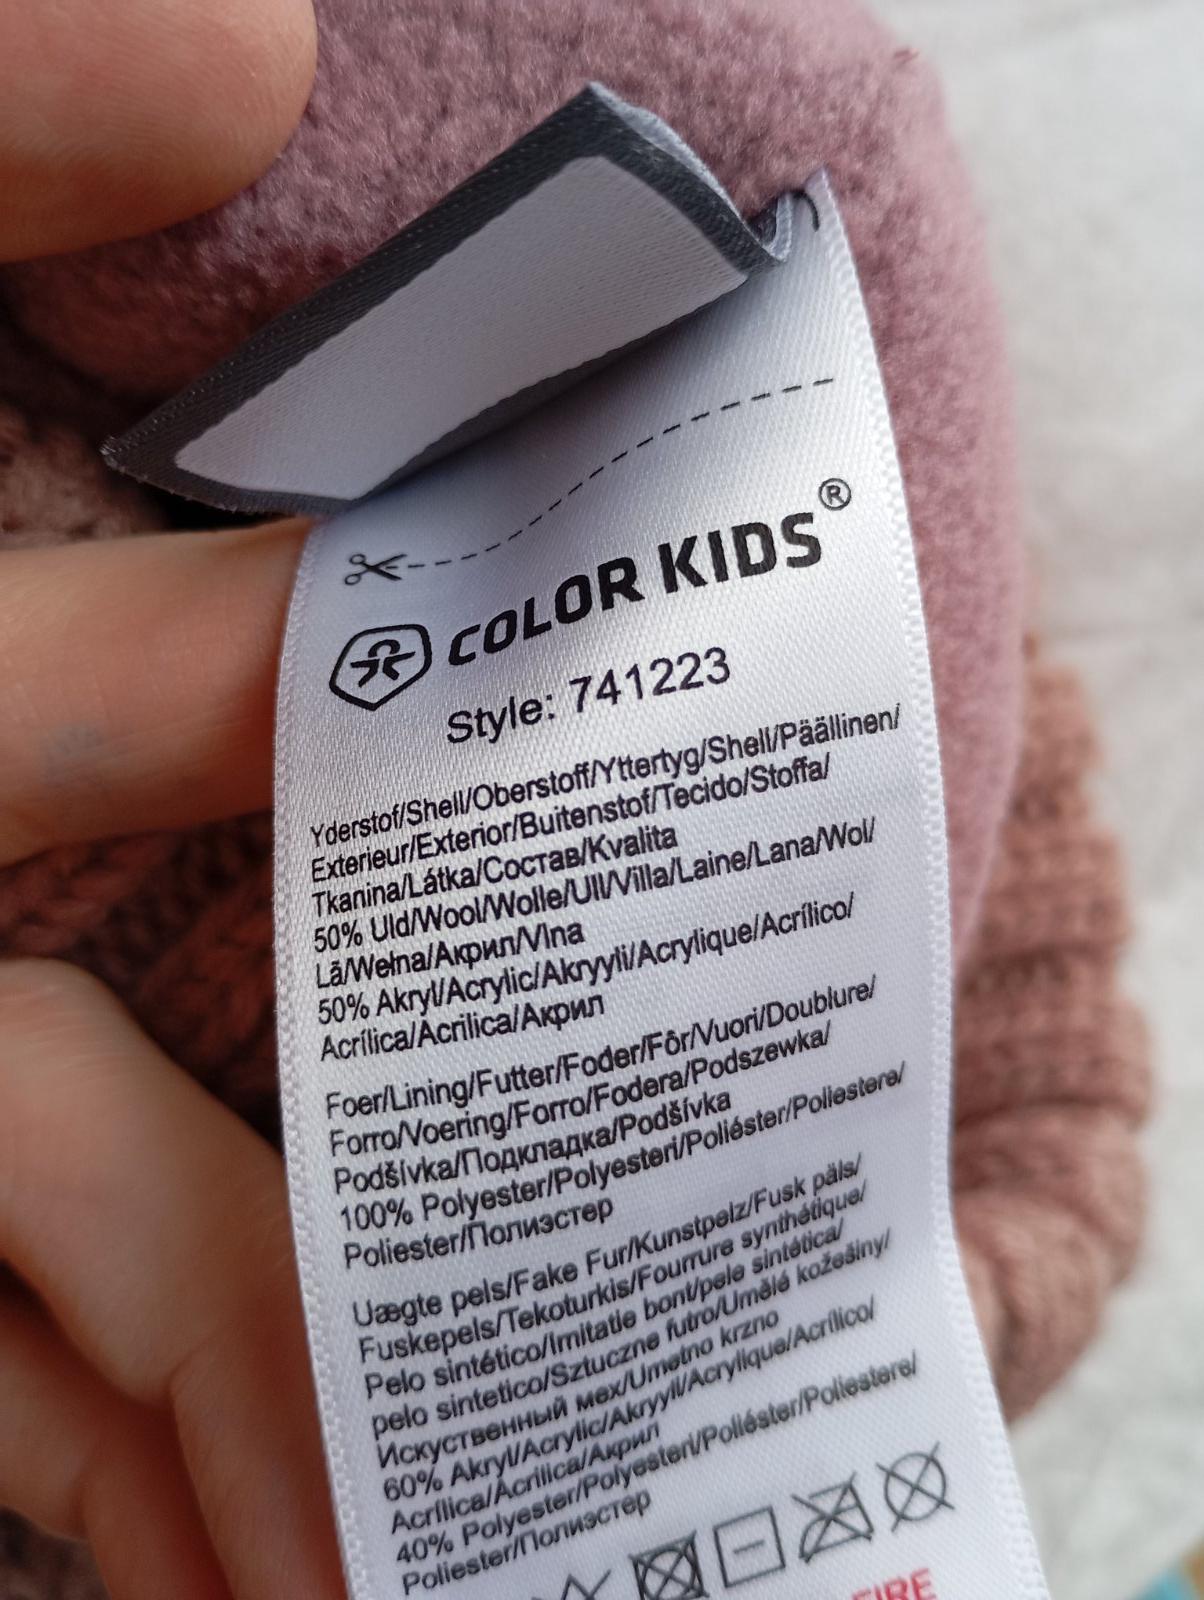 COLOR KIDS®
Style: 741223
Yderstof/Shell/Oberstoff/Yttertyg/Shell/Päällinen/
Exterieur/Exterior/Buitenstof/Tecido/Stoffa/
Tkanina/Látka/Состав/Kvalita
50% Uld/Wool/Wolle/Ull/Villa/Laine/Lana/Wol/
Lã/Wełna/Акрил/Vlna
50% Akryl/Acrylic/Akryyli/Acrylique/Acrílico/
Acrílica/Acrilica/Акрил
Foer/Lining/Futter/Foder/Fôr/Vuori/Doublure/
Forro/Voering/Forro/Fodera/Podszewka/
Podšívka/Подкладка/Podšívka
100% Polyester/Polyesteri/Poliéster/Poliestere/
Poliester/Полиэстер
Uægte pels/Fake Fur/Kunstpelz/Fusk päls/
Fuskepels/Tekoturkis/Fourrure synthétique/
Pelo sintético/Imitatie bont/pele sintética/
pelo sintetico/Sztuczne futro/Umělé kožešiny/
Искуственный мех/Umetno krzno
60% Akryl/Acrylic/Akryyli/Acrylique/Acrílico/
Acrílica/Acrilica/Акрил
40% Polyester/Polyesteri/Poliéster/Poliestere/
Poliester/Полиэстер
FIRE